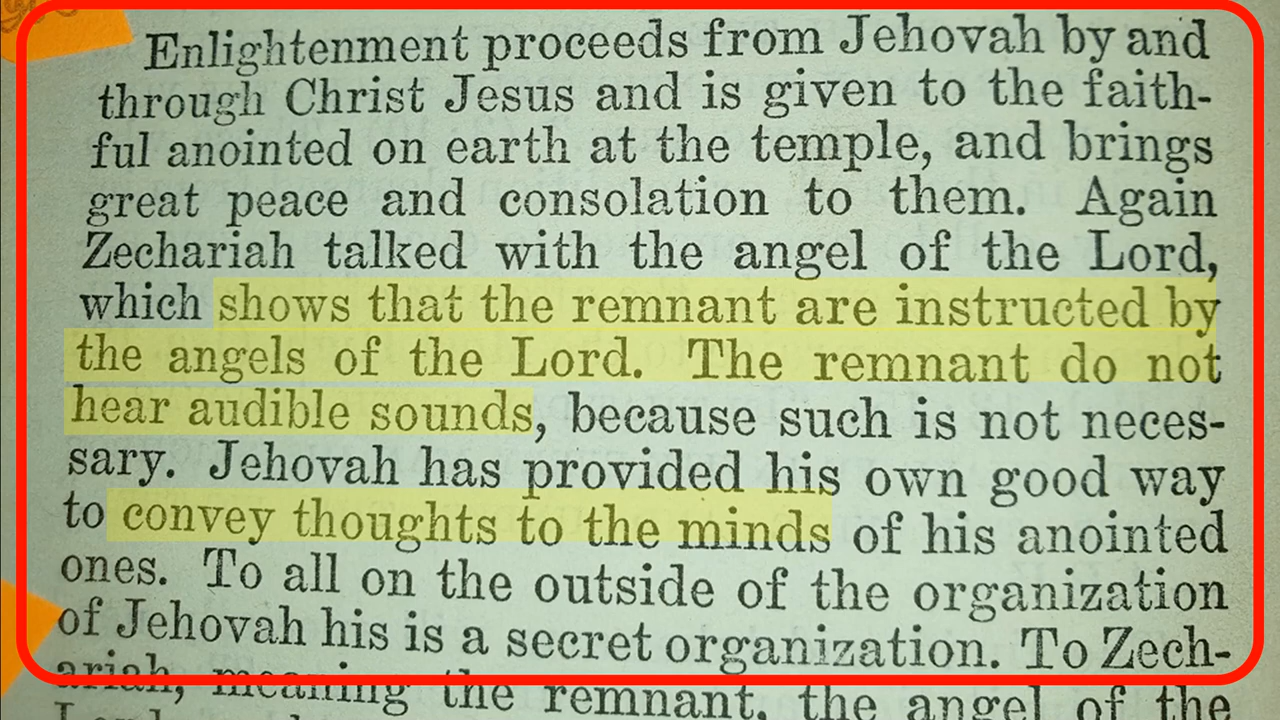 Enlightenment proceeds from Jehovah by and
through Christ Jesus and is given to the faith-
ful anointed on earth at the temple, and brings
great peace and consolation to them. Again
Zechariah talked with the angel of the Lord,
which shows that the remnant are instructed by
the angels of the Lord. The remnant do not
hear audible sounds, because such is not neces-
sary. Jehovah has provided his own good way
to convey thoughts to the minds of his anointed
ones. To all on the outside of the organization
of Jehovah his is a secret organization. To Zech-
ariah, meaning the remnant, the angel of the